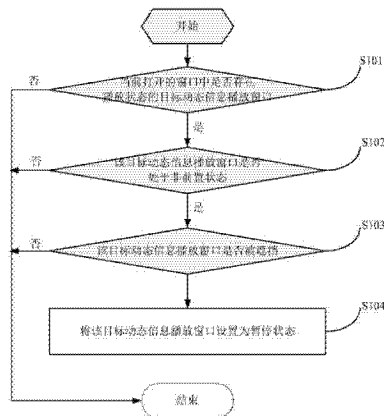 开始
S101
当前打开的窗口中是否存在
播放状态的目标动态信息播放窗口
否
是
S102
该目标动态信息播放窗口是否
处于非前置状态
否
是
S103
该目标动态信息播放窗口是否被遮挡
否
是
S104
将该目标动态信息播放窗口设置为暂停状态
结束